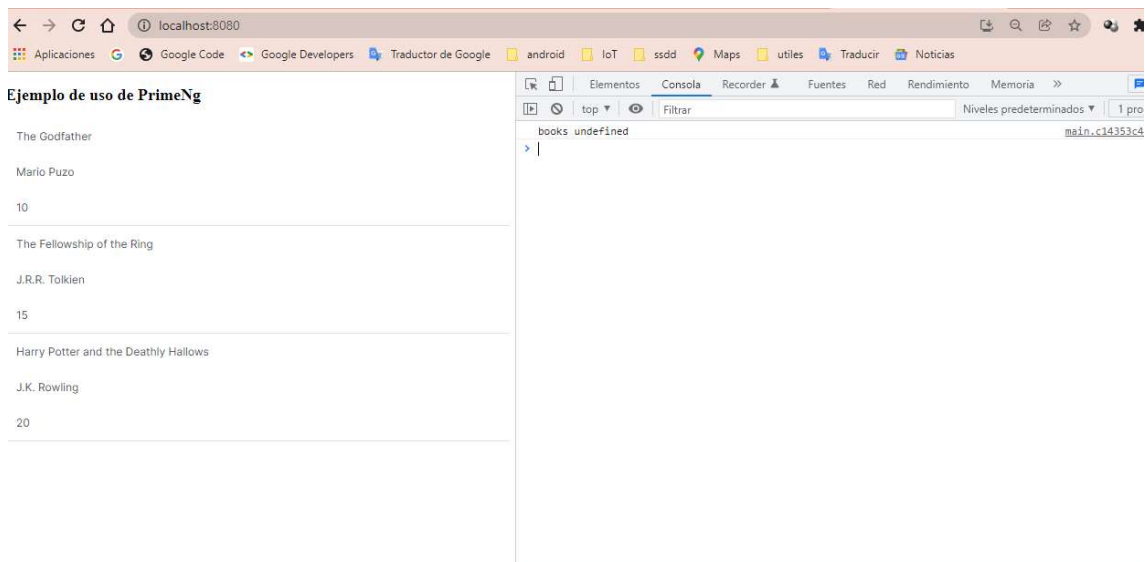 localhost:8080
Aplicaciones Google Code Google Developers Traductor de Google android IoT ssdd Maps utiles Traducir Noticias
Ejemplo de uso de PrimeNg
The Godfather
Mario Puzo
10
The Fellowship of the Ring
J.R.R. Tolkien
15
Harry Potter and the Deathly Hallows
J.K. Rowling
20
Elementos Consola Recorder Fuentes Red Rendimiento Memoria »
top ▼ Filtrar Niveles predeterminados ▼ 1 pro
books undefined main.c14353c4
>